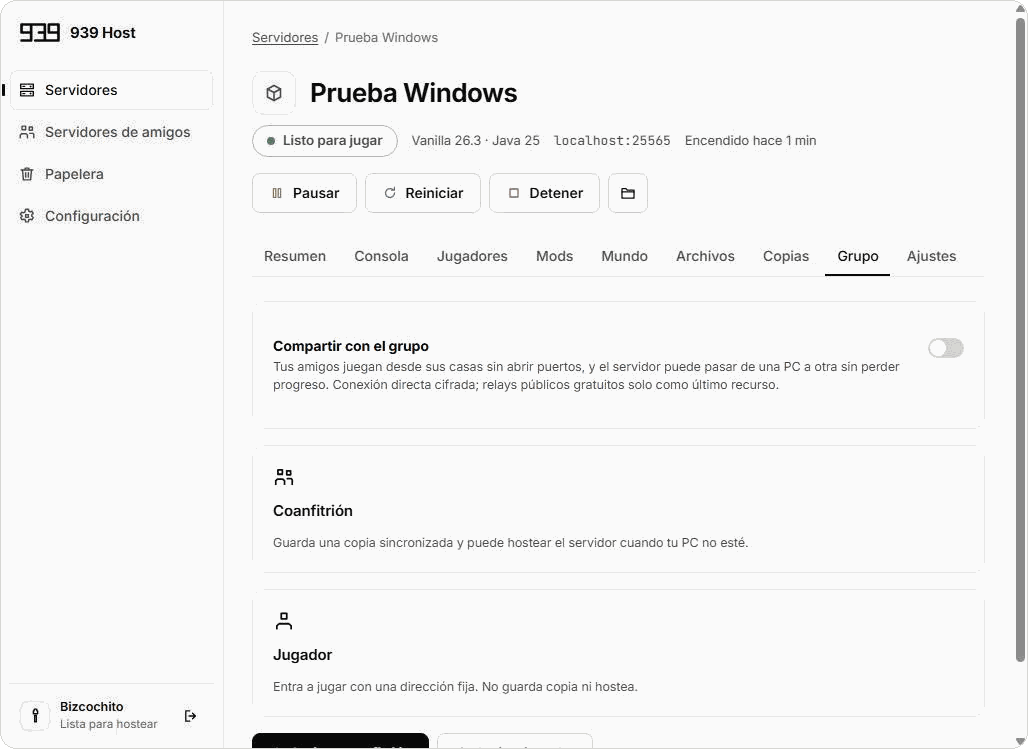 939 939 Host
Servidores
Servidores de amigos
Papelera
Configuración
Bizcochito
Lista para hostear
Servidores / Prueba Windows
Prueba Windows
Listo para jugar Vanilla 26.3 · Java 25 localhost:25565 Encendido hace 1 min
Pausar Reiniciar Detener
Resumen Consola Jugadores Mods Mundo Archivos Copias Grupo Ajustes
Compartir con el grupo
Tus amigos juegan desde sus casas sin abrir puertos, y el servidor puede pasar de una PC a otra sin perder
progreso. Conexión directa cifrada; relays públicos gratuitos solo como último recurso.
Coanfitrión
Guarda una copia sincronizada y puede hostear el servidor cuando tu PC no esté.
Jugador
Entra a jugar con una dirección fija. No guarda copia ni hostea.